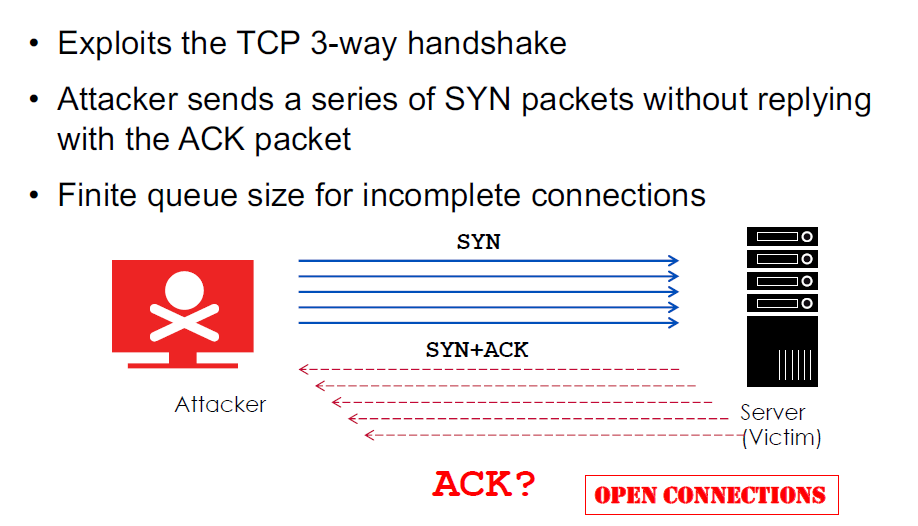 • Exploits the TCP 3-way handshake
• Attacker sends a series of SYN packets without replying
with the ACK packet
• Finite queue size for incomplete connections
SYN
SYN+ACK
Attacker
Server
(Victim)
ACK?
OPEN CONNECTIONS